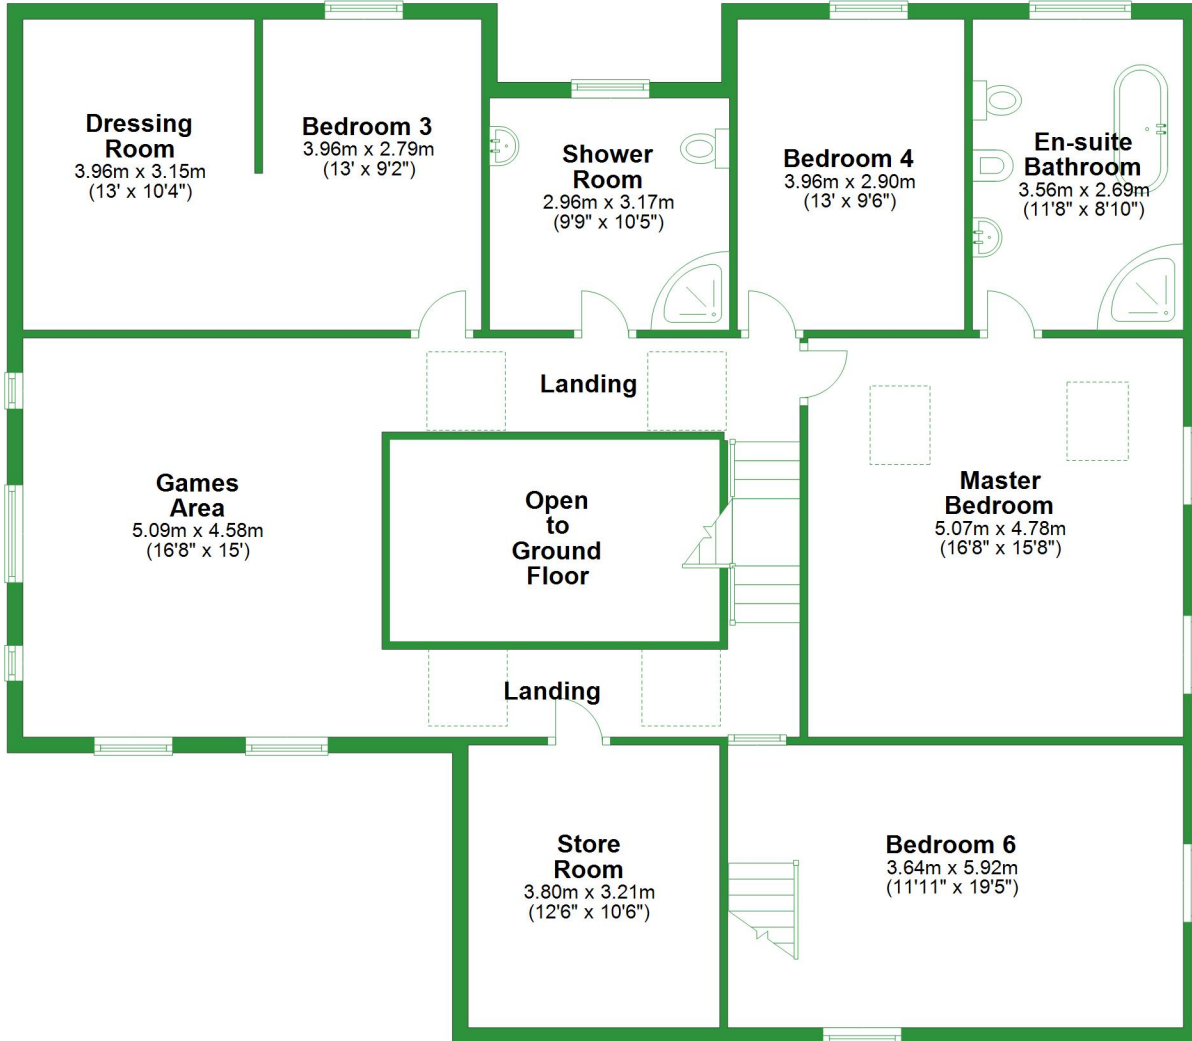 Dressing
Room
3.96m x 3.15m
(13' x 10'4")
Bedroom 3
3.96m x 2.79m
(13' x 9'2")
Shower
Room
2.96m x 3.17m
(9'9" x 10'5")
Bedroom 4
3.96m x 2.90m
(13' x 9'6")
En-suite
Bathroom
3.56m x 2.69m
(11'8" x 8'10")
Landing
Games
Area
5.09m x 4.58m
(16'8" x 15')
Open
to
Ground
Floor
Master
Bedroom
5.07m x 4.78m
(16'8" x 15'8")
Landing
Store
Room
3.80m x 3.21m
(12'6" x 10'6")
Bedroom 6
3.64m x 5.92m
(11'11" x 19'5")